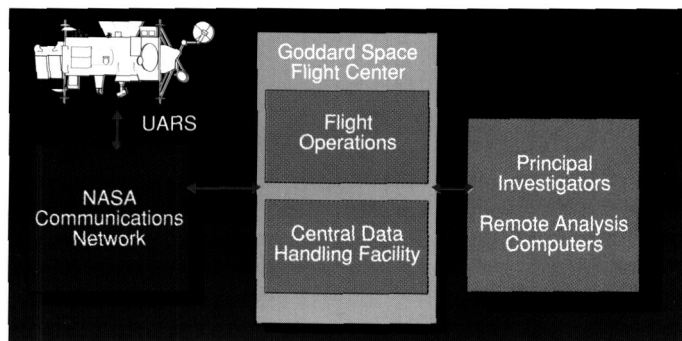 UARS
NASA
Communications
Network
Goddard Space
Flight Center
Flight
Operations
Central Data
Handling Facility
Principal
Investigators
Remote Analysis
Computers